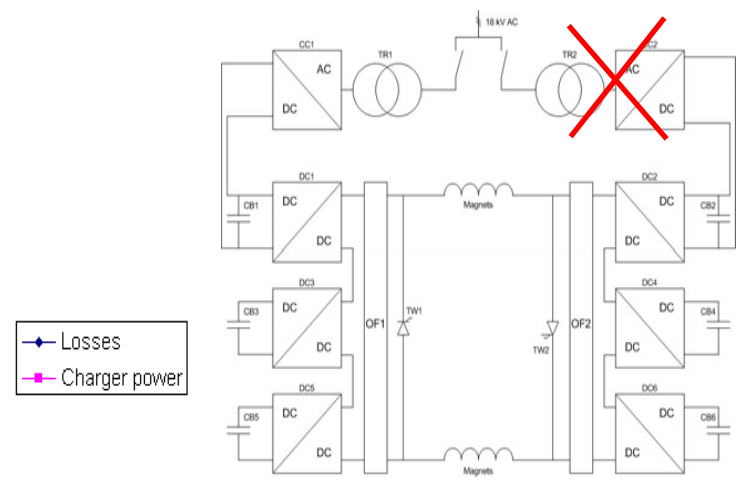 18 kV AC
CC1
TR1
TR2
CC2
AC
DC
AC
DC
DC1
DC2
DC
DC
CB1
CB2
DC
DC
Magnets
DC3
DC4
DC
DC
CB3
CB4
TW1
OF1
OF2
TW2
DC
DC
Losses
Charger power
DC5
DC6
DC
DC
CB5
CB6
DC
DC
Magnets